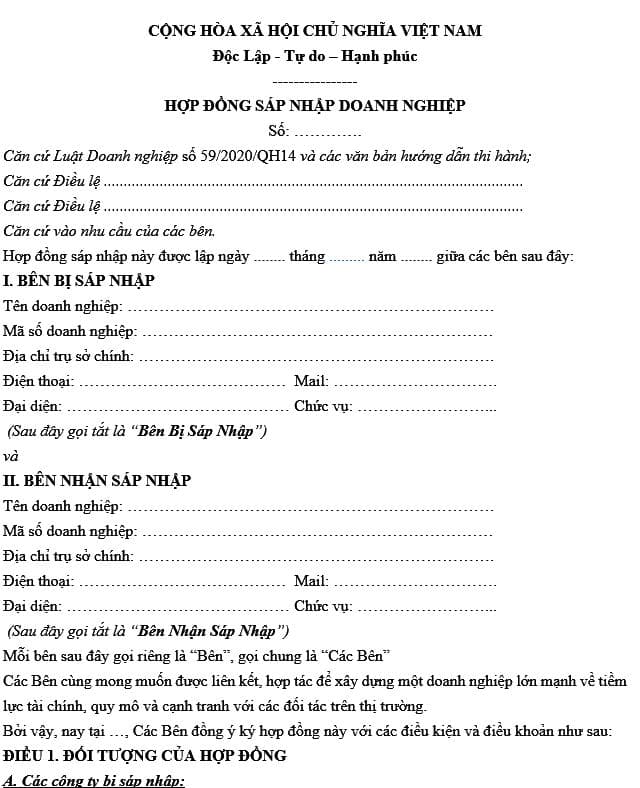 CỘNG HÒA XÃ HỘI CHỦ NGHĨA VIỆT NAM
Độc Lập - Tự do – Hạnh phúc
----------------
HỢP ĐỒNG SÁP NHẬP DOANH NGHIỆP
Số: ………….
Căn cứ Luật Doanh nghiệp số 59/2020/QH14 và các văn bản hướng dẫn thi hành;
Căn cứ Điều lệ ........................................................................................................
Căn cứ Điều lệ ........................................................................................................
Căn cứ vào nhu cầu của các bên.
Hợp đồng sáp nhập này được lập ngày ........ tháng ......... năm ........ giữa các bên sau đây:
I. BÊN BỊ SÁP NHẬP
Tên doanh nghiệp: …………………………………………………………………
Mã số doanh nghiệp: ………………………………………………………………
Địa chỉ trụ sở chính: ………………………………………………………………
Điện thoại: …………………………………… Mail: ……………………………
Đại diện: ……………………………………… Chức vụ: ……………………...
(Sau đây gọi tắt là “Bên Bị Sáp Nhập”)
và
II. BÊN NHẬN SÁP NHẬP
Tên doanh nghiệp: …………………………………………………………………
Mã số doanh nghiệp: ………………………………………………………………
Địa chỉ trụ sở chính: ………………………………………………………………
Điện thoại: …………………………………… Mail: ……………………………
Đại diện: ……………………………………… Chức vụ: ……………………...
(Sau đây gọi tắt là “Bên Nhận Sáp Nhập”)
Mỗi bên sau đây gọi riêng là “Bên”, gọi chung là “Các Bên”
Các Bên cùng mong muốn được liên kết, hợp tác để xây dựng một doanh nghiệp lớn mạnh về tiềm
lực tài chính, quy mô và cạnh tranh với các đối tác trên thị trường.
Bởi vậy, nay tại …, Các Bên đồng ý ký hợp đồng này với các điều kiện và điều khoản như sau:
ĐIỀU 1. ĐỐI TƯỢNG CỦA HỢP ĐỒNG
A. Các công ty bị sáp nhập: